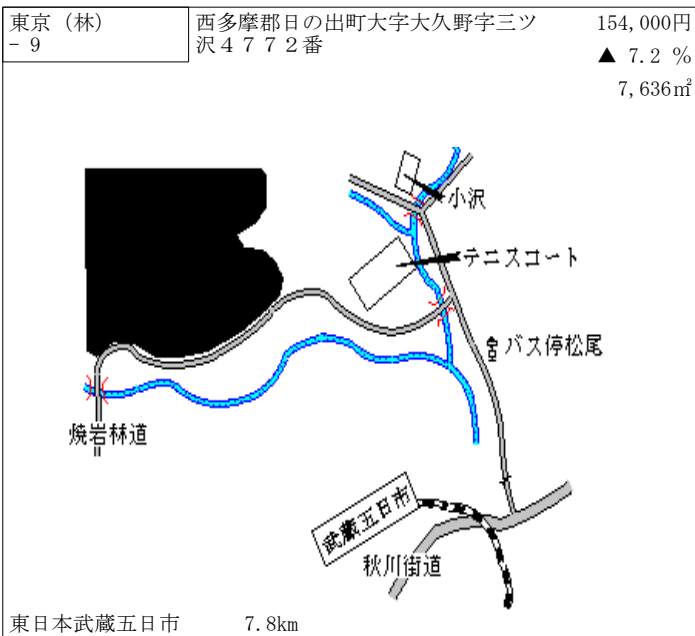 東京（林）
－９
西多摩郡日の出町大字大久野字三ツ
沢４７７２番
154,000円
▲ 7.2 %
7,636㎡
小沢
テニスコート
バス停松尾
焼岩林道
武蔵五日市
秋川街道
東日本武蔵五日市 7.8km